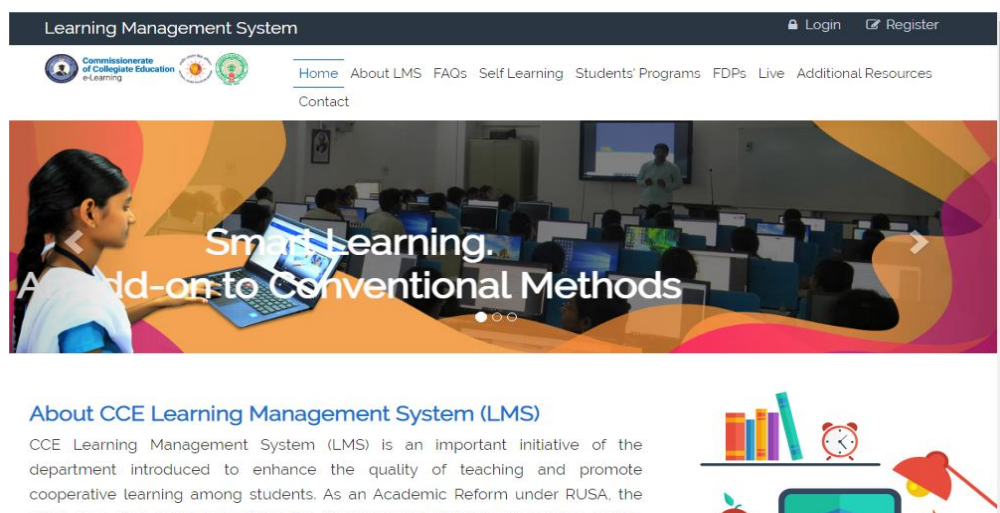 Learning Management System
Login Register
Commissionerate
of Collegiate Education
e-Learning
Home About LMS FAQs Self Learning Students' Programs FDPs Live Additional Resources
Contact
Smart Learning.
Add-on to Conventional Methods
About CCE Learning Management System (LMS)
CCE Learning Management System (LMS) is an important initiative of the
department introduced to enhance the quality of teaching and promote
cooperative learning among students. As an Academic Reform under RUSA, the